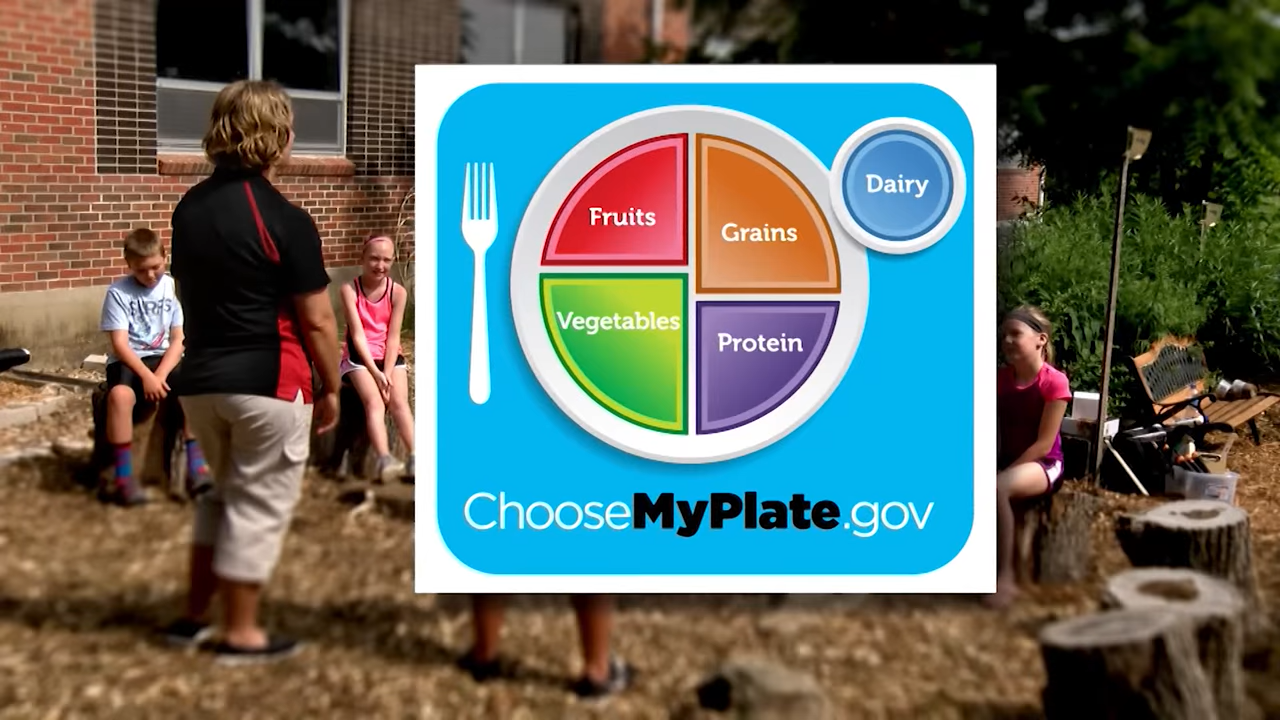 Fruits
Grains
Dairy
Vegetables
Protein
ChooseMyPlate.gov